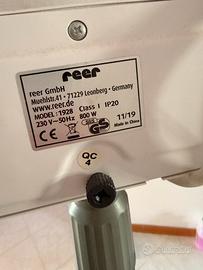 reer
reer GmbH
Muehlstr.41 • 71229 Leonberg • Germany
www.reer.de
MODEL: 1928 Class I IP20
230 V~50Hz 800 W
11/19
Made in China
QC
4
subito